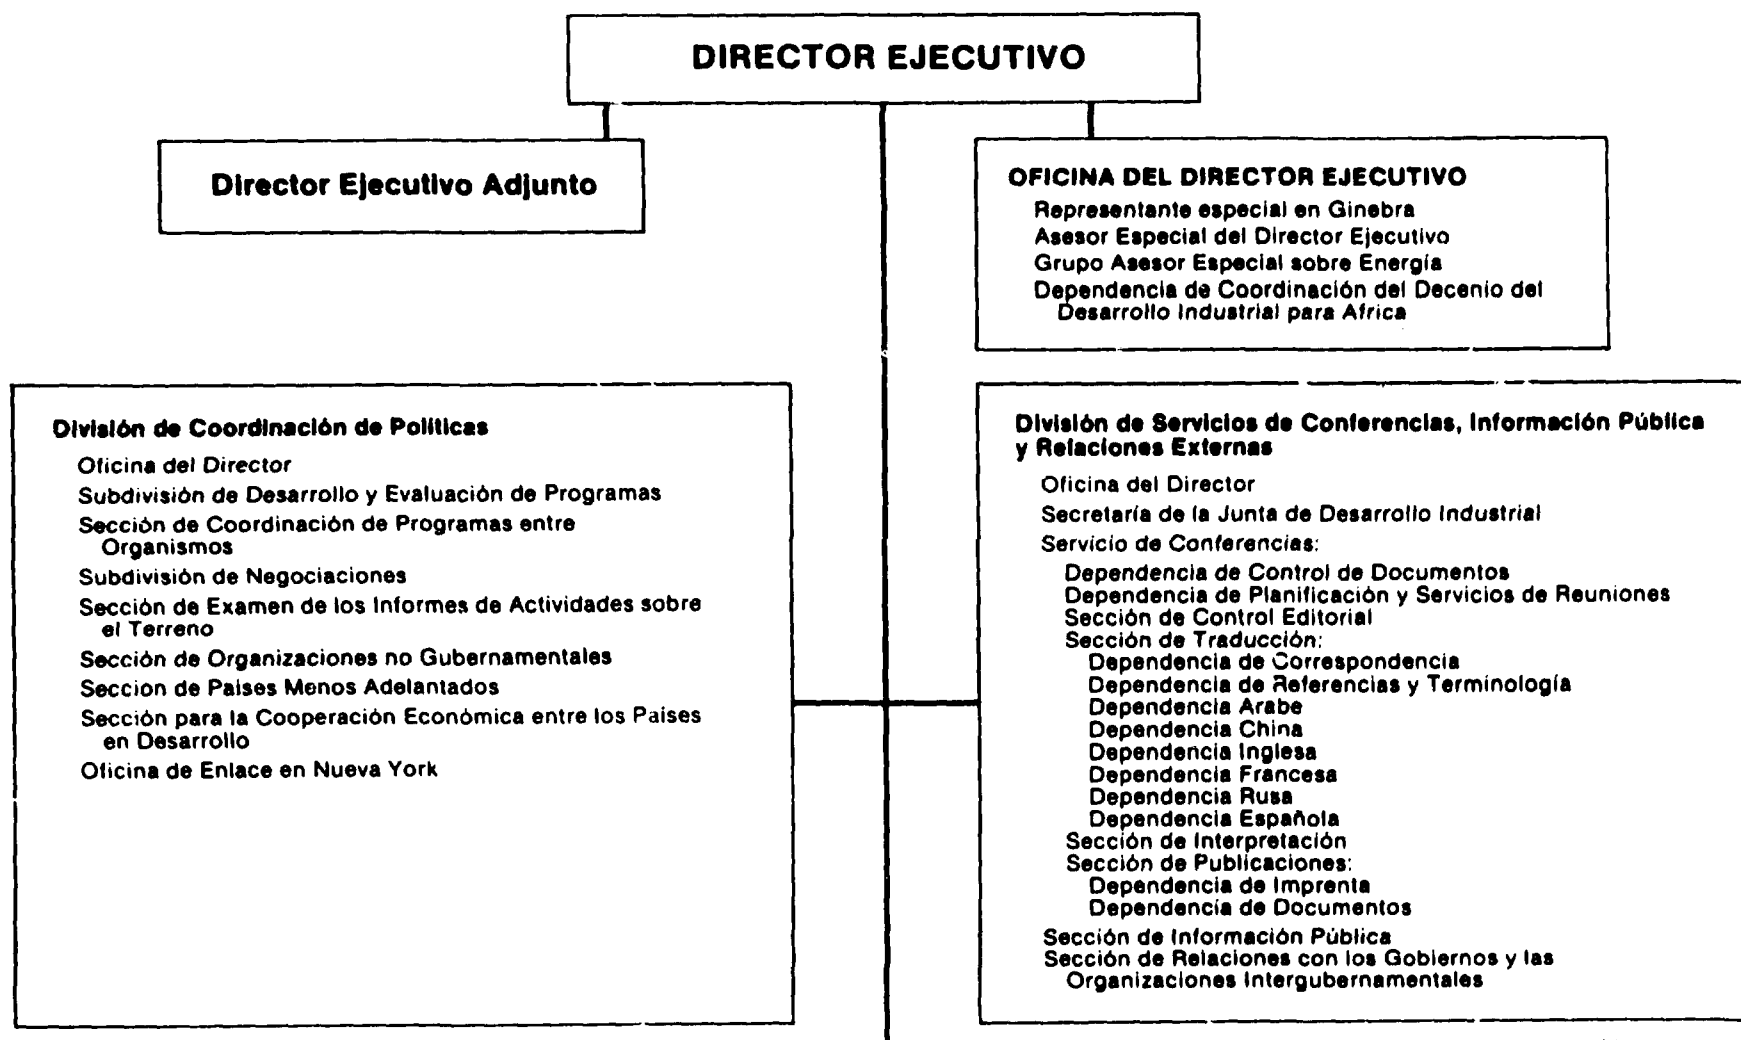 DIRECTOR EJECUTIVO
Director Ejecutivo Adjunto
OFICINA DEL DIRECTOR EJECUTIVO
Representante especial en Ginebra
Asesor Especial del Director Ejecutivo
Grupo Asesor Especial sobre Energía
Dependencia de Coordinación del Decenio del
Desarrollo Industrial para Africa
División de Coordinación de Políticas
Oficina del Director
Subdivisión de Desarrollo y Evaluación de Programas
Sección de Coordinación de Programas entre
Organismos
Subdivisión de Negociaciones
Sección de Examen de los Informes de Actividades sobre
el Terreno
Sección de Organizaciones no Gubernamentales
Seccion de Países Menos Adelantados
Sección para la Cooperación Económica entre los Países
en Desarrollo
Oficina de Enlace en Nueva York
División de Servicios de Conferencias, Información Pública
y Relaciones Externas
Oficina del Director
Secretaría de la Junta de Desarrollo Industrial
Servicio de Conferencias:
Dependencia de Control de Documentos
Dependencia de Planificación y Servicios de Reuniones
Sección de Control Editorial
Sección de Traducción:
Dependencia de Correspondencia
Dependencia de Referencias y Terminología
Dependencia Arabe
Dependencia China
Dependencia Inglesa
Dependencia Francesa
Dependencia Rusa
Dependencia Española
Sección de Interpretación
Sección de Publicaciones:
Dependencia de Imprenta
Dependencia de Documentos
Sección de Información Pública
Sección de Relaciones con los Gobiernos y las
Organizaciones Intergubernamentales